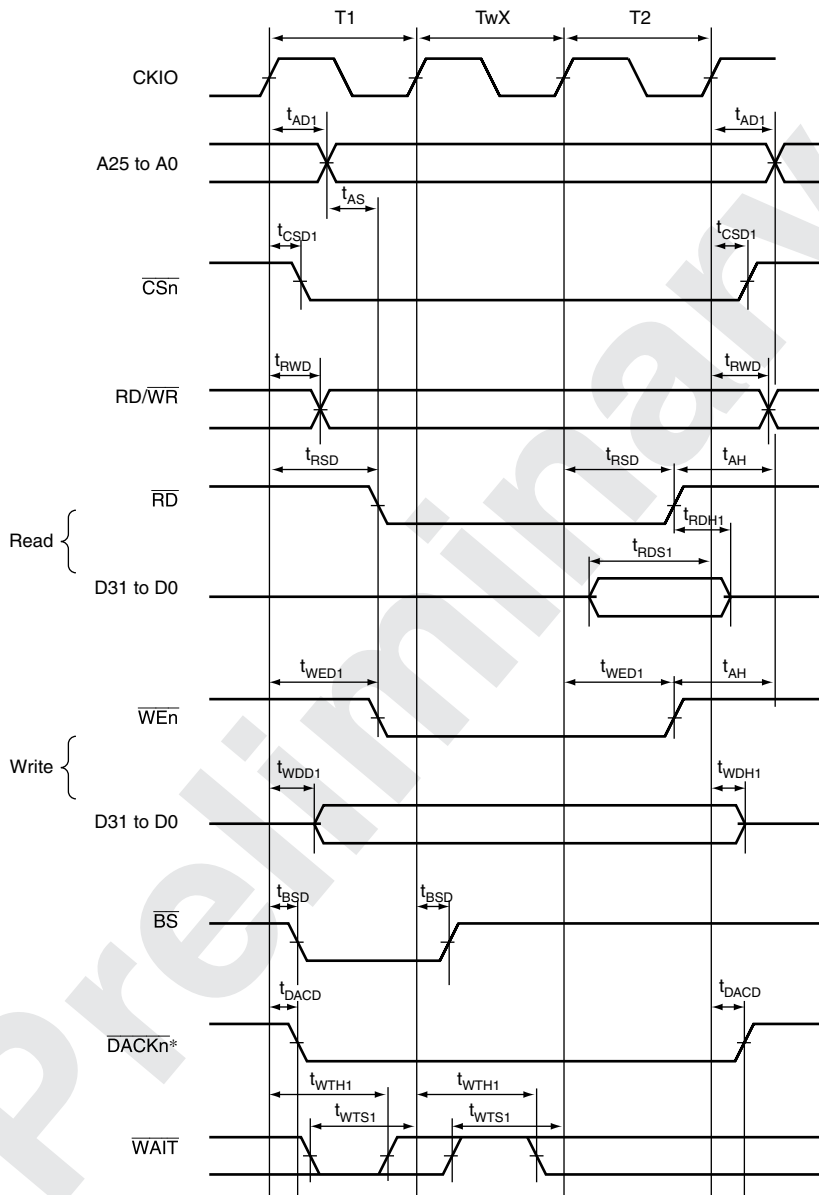 T1 TwX T2
CKIO
tAD1 tAD1
A25 to A0
tAS
tCSD1 tCSD1
CSn
tRWD tRWD
RD/WR
tRSD tRSD tAH
RD
tRDH1
Read
tRDS1
D31 to D0
tWED1 tWED1 tAH
WEn
Write
tWDD1 tWDH1
D31 to D0
tBSD tBSD
BS
tDACD tDACD
DACKn*
tWTH1 tWTH1
tWTS1 tWTS1
WAIT
Preliminary